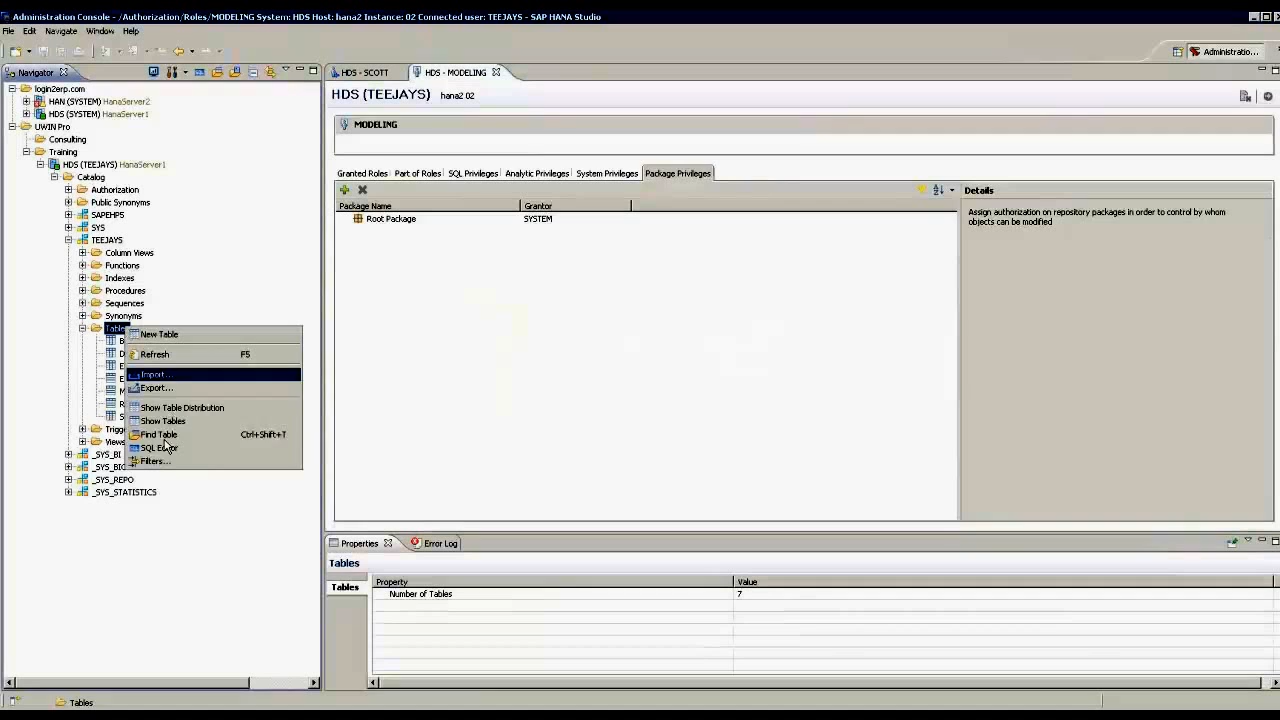 Administration Console - /Authorization/Roles/MODELING System: HDS Host: hana2 Instance: 02 Connected user: TEEJAYS - SAP HANA Studio
File Edit Navigate Window Help
Administratio...
Navigator
HDS - SCOTT
HDS - MODELING
login2erp.com
HAN (SYSTEM) HanaServer2
HDS (SYSTEM) HanaServer1
UWIN Pro
Consulting
Training
HDS (TEEJAYS) HanaServer1
Catalog
Authorization
Public Synonyms
SAPEHPS
SYS
TEEJAYS
Column Views
Functions
Indexes
Procedures
Sequences
Synonyms
Table
B
D
E
E
M
R
S
Trigg
Views
_SYS_BI
_SYS_BIC
_SYS_REPO
_SYS_STATISTICS
New Table
Refresh F5
Import...
Export...
Show Table Distribution
Show Tables
Find Table Ctrl+Shift+T
SQL Editor
Filters...
HDS (TEEJAYS) hana2 02
MODELING
Granted Roles Part of Roles SQL Privileges Analytic Privileges System Privileges Package Privileges
Package Name Grantor
Root Package SYSTEM
Details
Assign authorization on repository packages in order to control by whom
objects can be modified
Properties Error Log
Tables
Tables
Property Value
Number of Tables 7
Tables